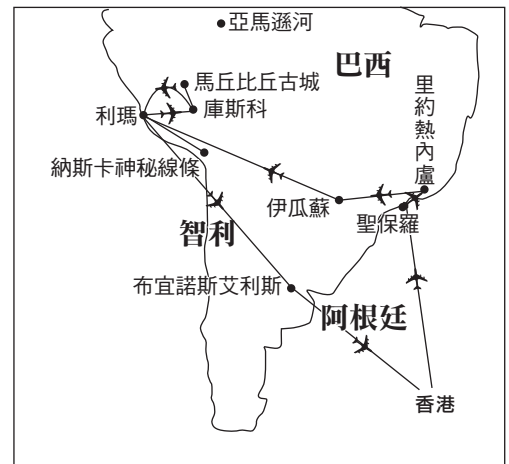 亞馬遜河
巴西
馬丘比丘古城
里約熱內盧
庫斯科
利瑪
納斯卡神秘線條
伊瓜蘇
聖保羅
智利
布宜諾斯艾利斯
阿根廷
香港